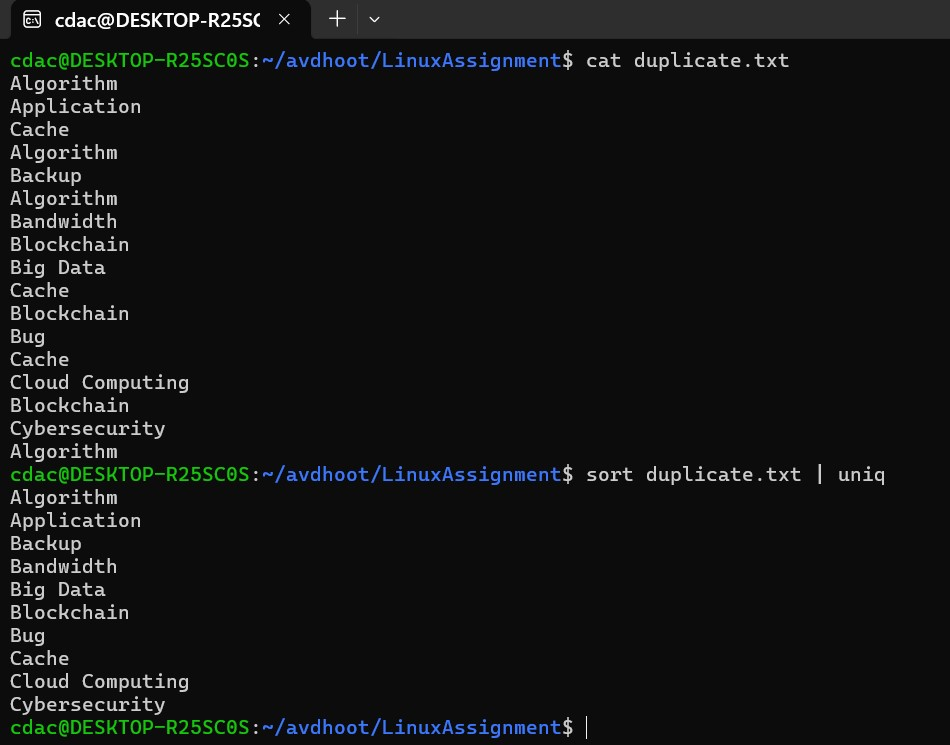 cdac@DESKTOP-R25SC
cdac@DESKTOP-R25SC0S:~/avdhoot/LinuxAssignment$ cat duplicate.txt
Algorithm
Application
Cache
Algorithm
Backup
Algorithm
Bandwidth
Blockchain
Big Data
Cache
Blockchain
Bug
Cache
Cloud Computing
Blockchain
Cybersecurity
Algorithm
cdac@DESKTOP-R25SC0S:~/avdhoot/LinuxAssignment$ sort duplicate.txt | uniq
Algorithm
Application
Backup
Bandwidth
Big Data
Blockchain
Bug
Cache
Cloud Computing
Cybersecurity
cdac@DESKTOP-R25SC0S:~/avdhoot/LinuxAssignment$